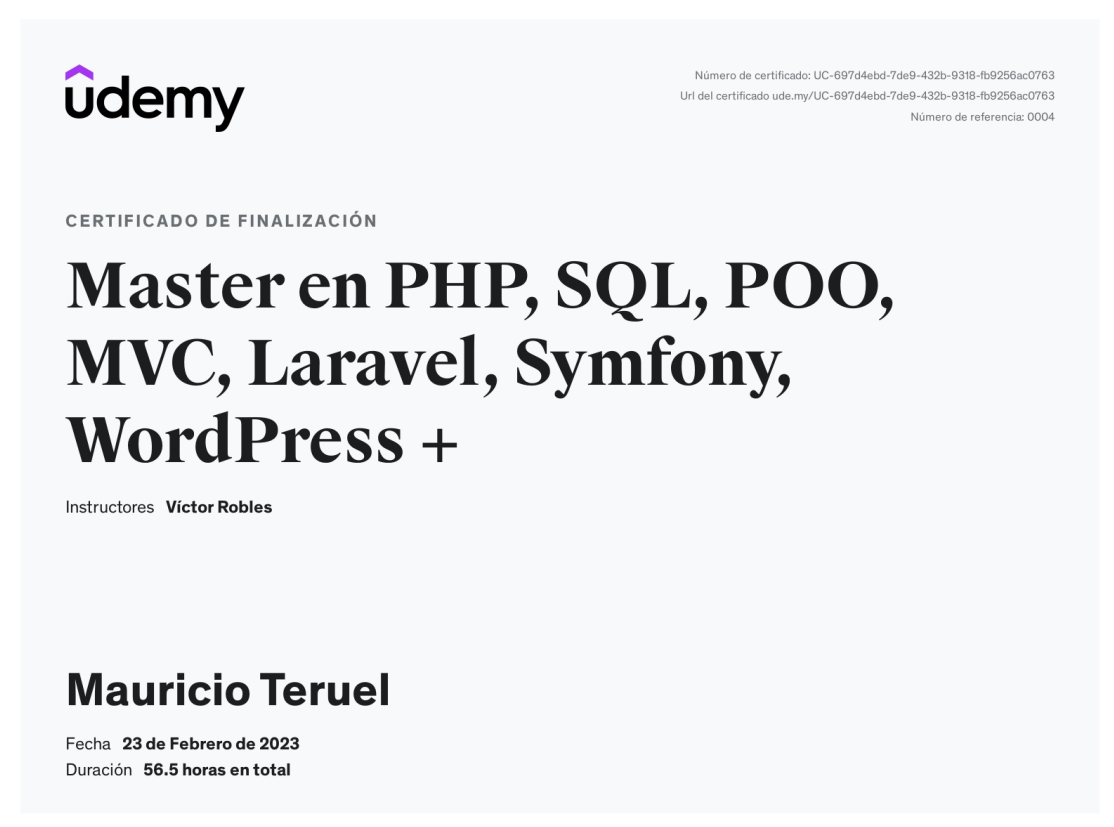 udemy
Número de certificado: UC-697d4ebd-7de9-432b-9318-fb9256ac0763
Url del certificado ude.my/UC-697d4ebd-7de9-432b-9318-fb9256ac0763
Número de referencia: 0004
CERTIFICADO DE FINALIZACIÓN
Master en PHP, SQL, POO,
MVC, Laravel, Symfony,
WordPress +
Instructores Víctor Robles
Mauricio Teruel
Fecha 23 de Febrero de 2023
Duración 56.5 horas en total